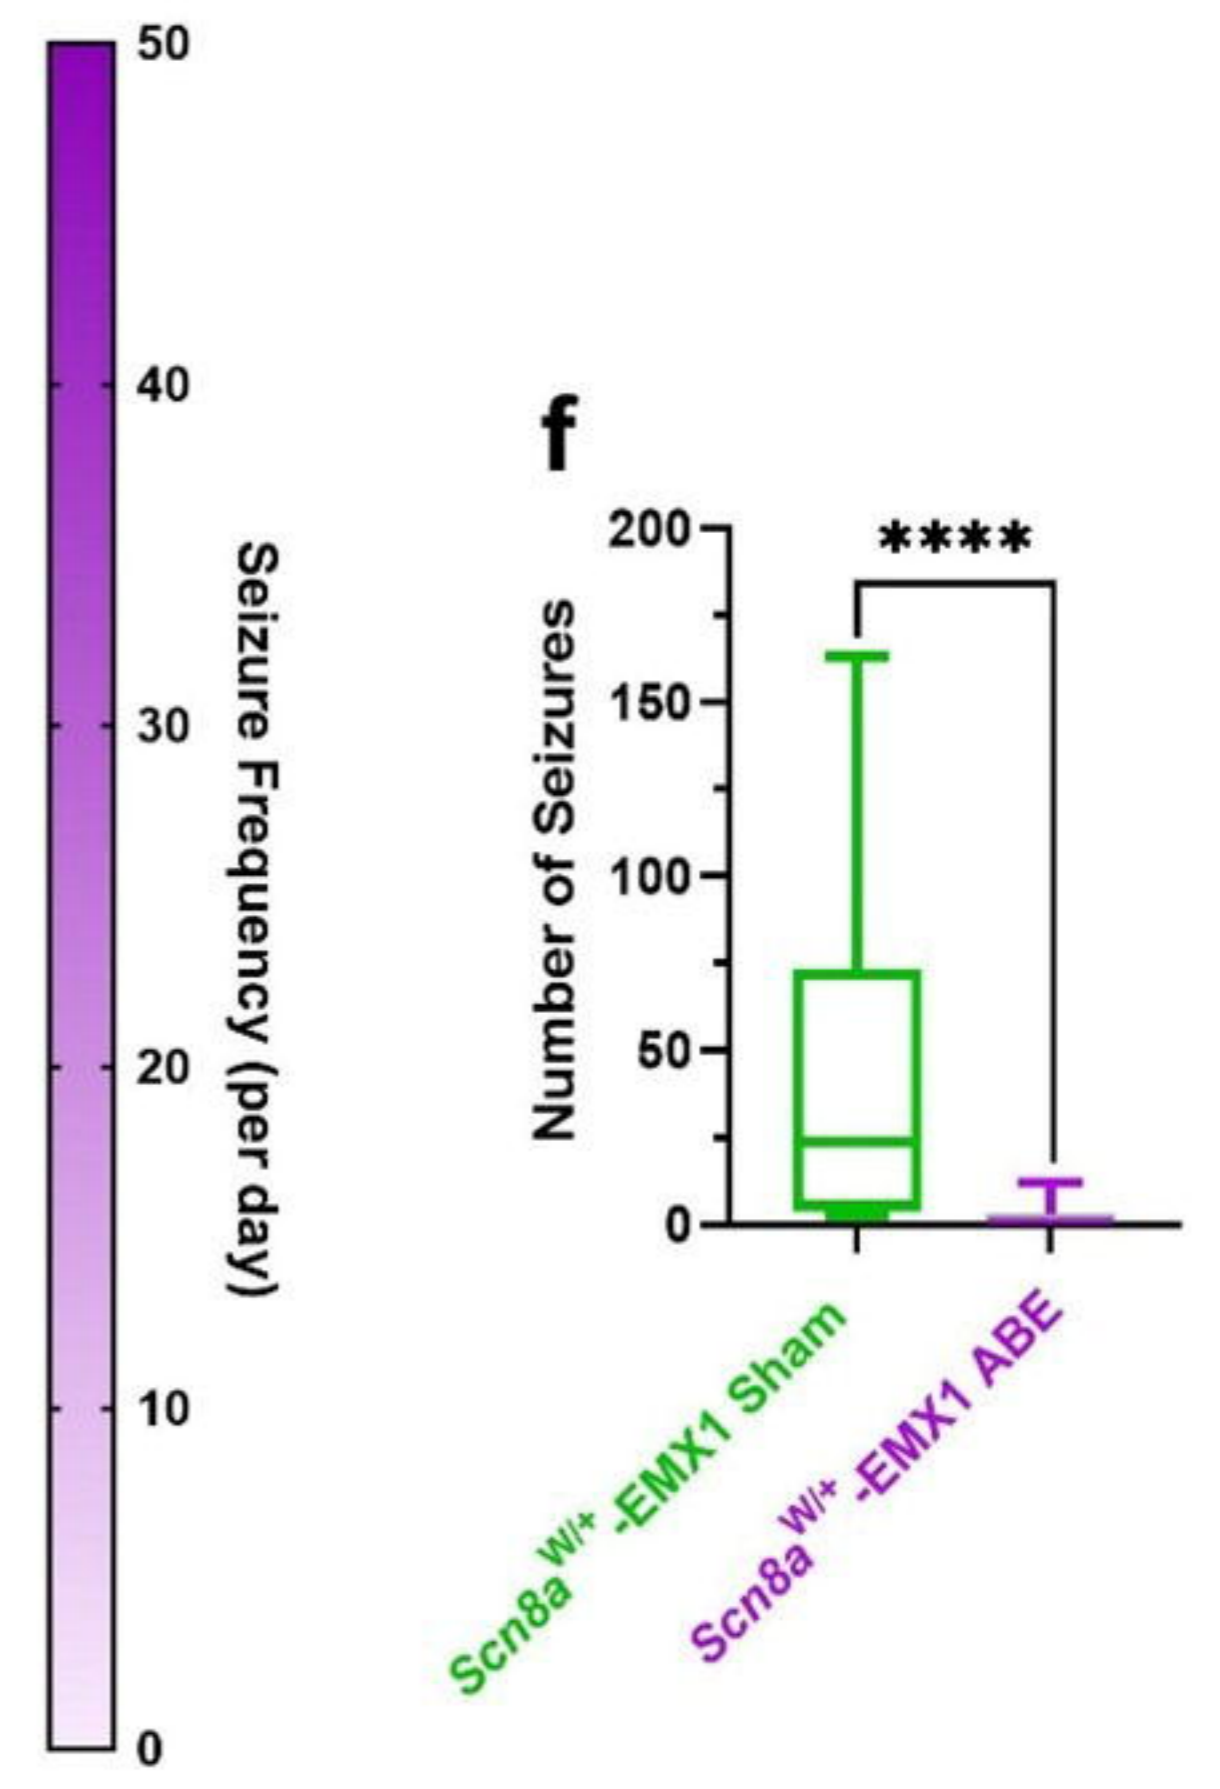 50
40
30
20
10
0
Seizure Frequency (per day)
f
200
150
100
50
0
Number of Seizures
****
Scn8a^W/+ -EMX1 Sham
Scn8a^W/+ -EMX1 ABE